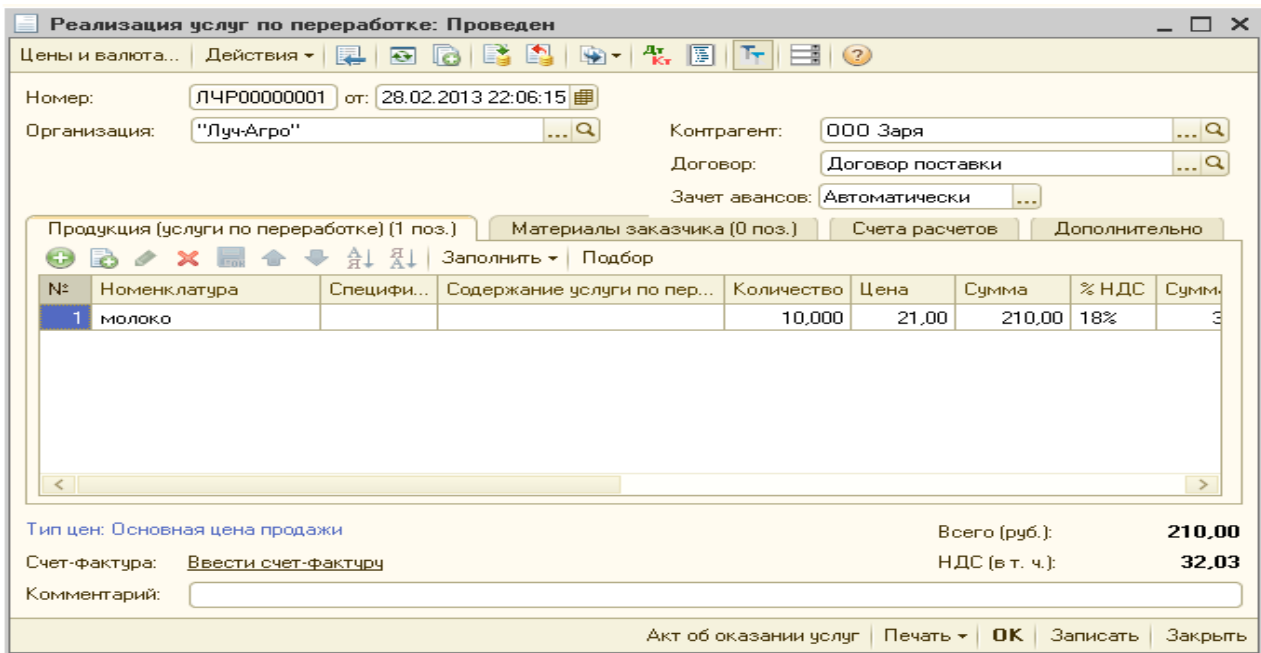 Реализация услуг по переработке: Проведен
Цены и валюта... Действия
Номер: ЛЧР00000001 от: 28.02.2013 22:06:15
Организация: "Луч-Агро" ... Контрагент: ООО Заря ...
Договор: Договор поставки ...
Зачет авансов: Автоматически ...
Продукция (услуги по переработке) (1 поз.) Материалы заказчика (0 поз.) Счета расчетов Дополнительно
Заполнить Подбор
№ Номенклатура Специфи... Содержание услуги по пер... Количество Цена Сумма % НДС Сумм
1 молоко 10,000 21,00 210,00 18% 3
Тип цен: Основная цена продажи Всего (руб.): 210,00
Счет-фактура: Ввести счет-фактуру НДС (в т. ч.): 32,03
Комментарий:
Акт об оказании услуг Печать OK Записать Закрыть